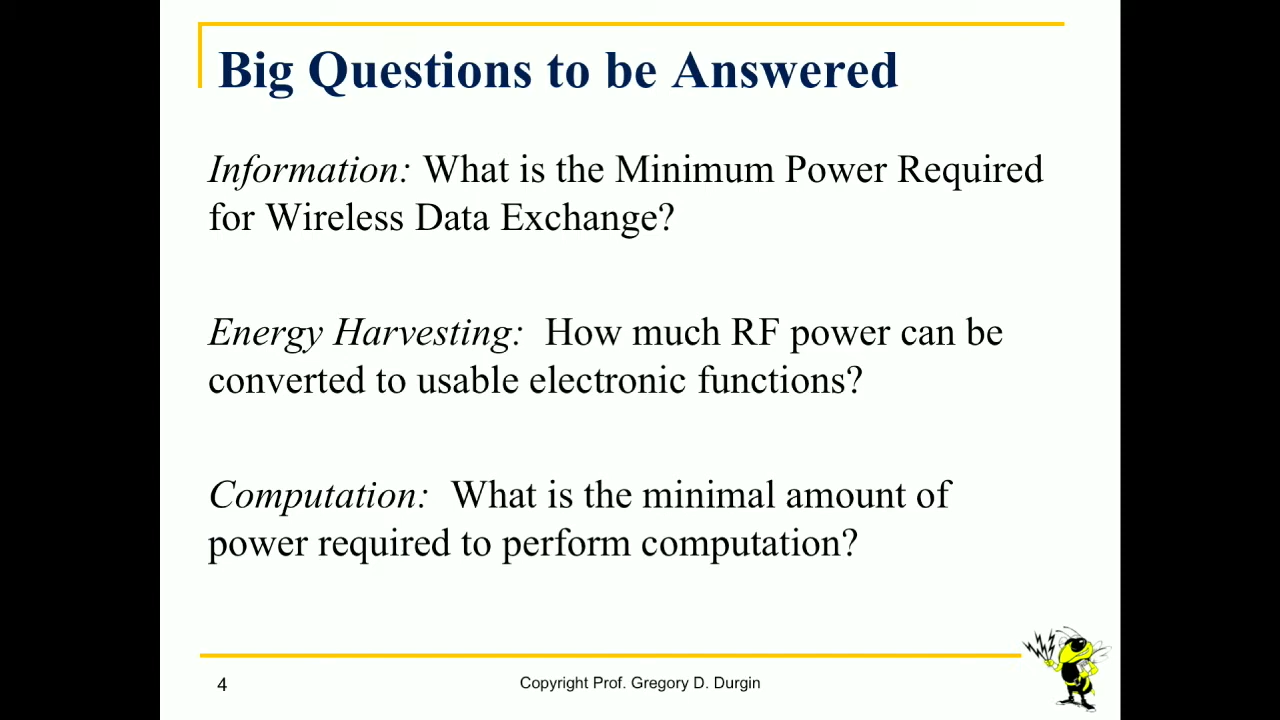 Big Questions to be Answered
Information: What is the Minimum Power Required
for Wireless Data Exchange?
Energy Harvesting: How much RF power can be
converted to usable electronic functions?
Computation: What is the minimal amount of
power required to perform computation?
4
Copyright Prof. Gregory D. Durgin